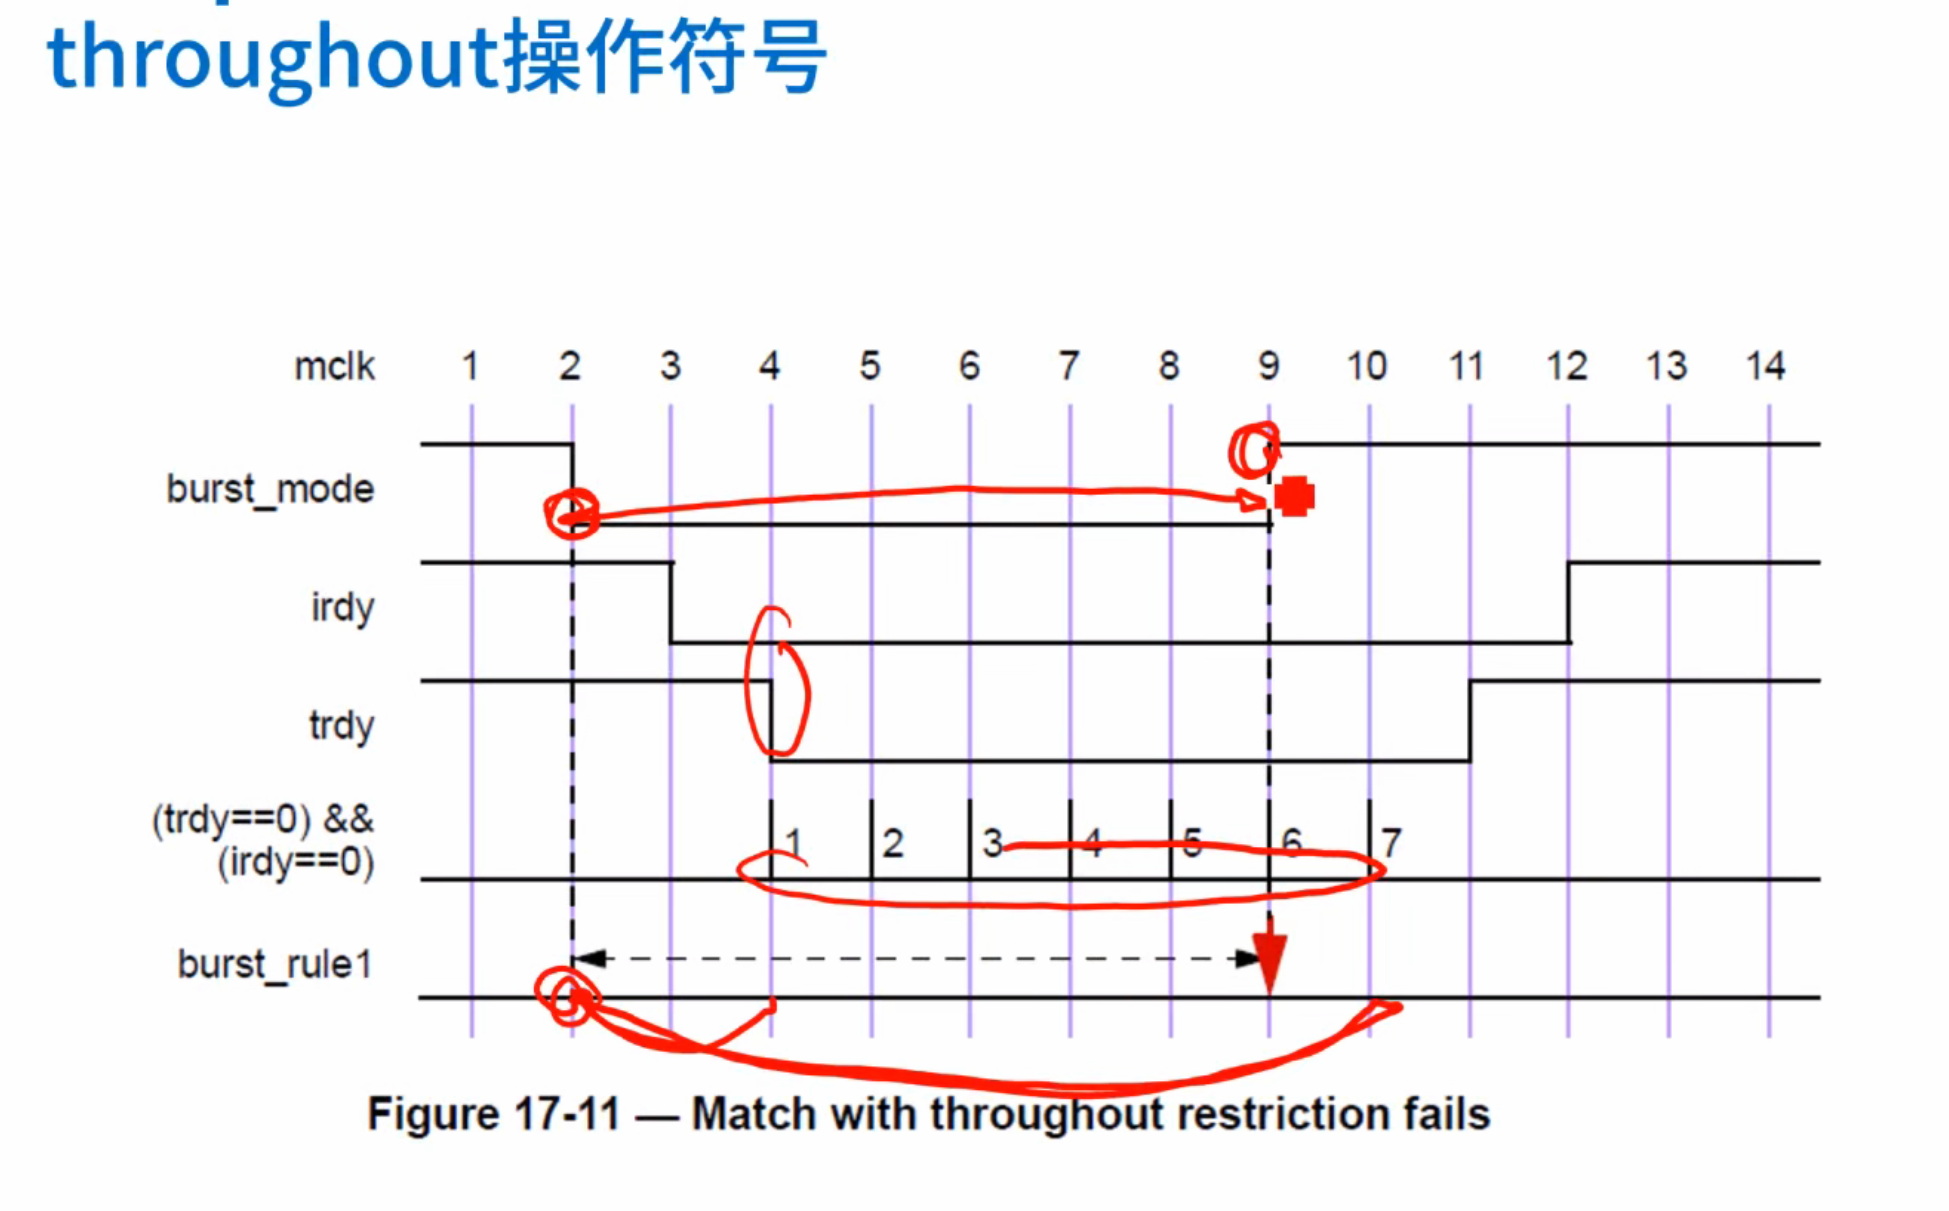 throughout操作符号
mclk 1 2 3 4 5 6 7 8 9 10 11 12 13 14
burst_mode
irdy
trdy
(trdy==0) &&
(irdy==0)
1 2 3 4 5 6 7
burst_rule1
Figure 17-11 — Match with throughout restriction fails